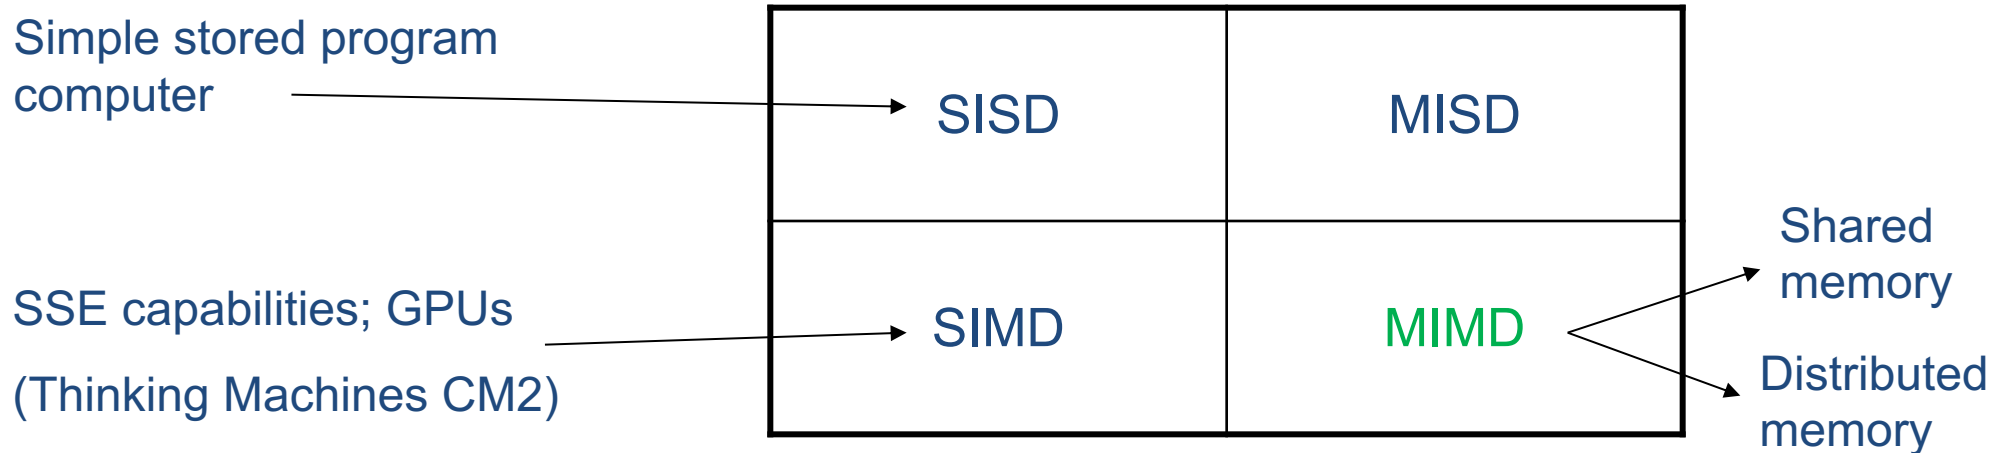 Simple stored program
computer
SISD
MISD
Shared
memory
SSE capabilities; GPUs
(Thinking Machines CM2)
SIMD
MIMD
Distributed
memory